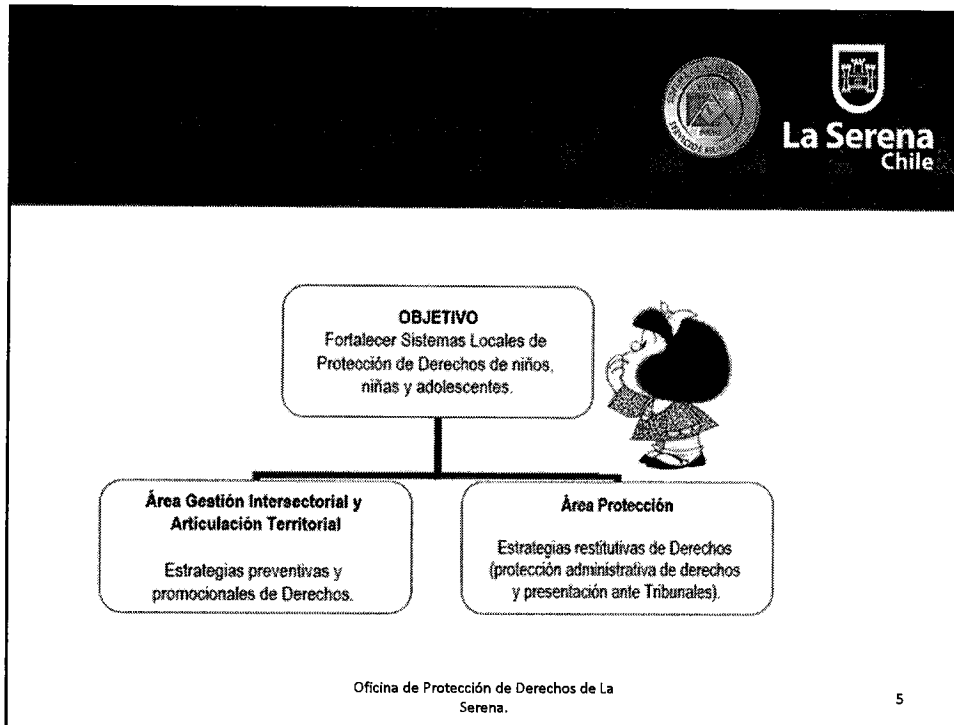 La Serena
Chile
OBJETIVO
Fortalecer Sistemas Locales de
Protección de Derechos de niños,
niñas y adolescentes.
Área Gestión Intersectorial y
Articulación Territorial
Estrategias preventivas y
promocionales de Derechos.
Área Protección
Estrategias restitutivas de Derechos
(protección administrativa de derechos
y presentación ante Tribunales).
Oficina de Protección de Derechos de La
Serena.
5